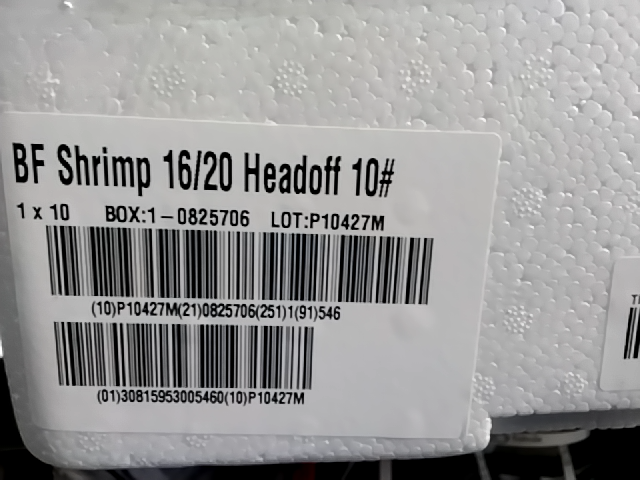 BF Shrimp 16/20 Headoff 10#
1 x 10 BOX:1-0825706 LOT:P10427M
(10)P10427M(21)0825706(251)1(91)546
(01)30815953005460(10)P10427M